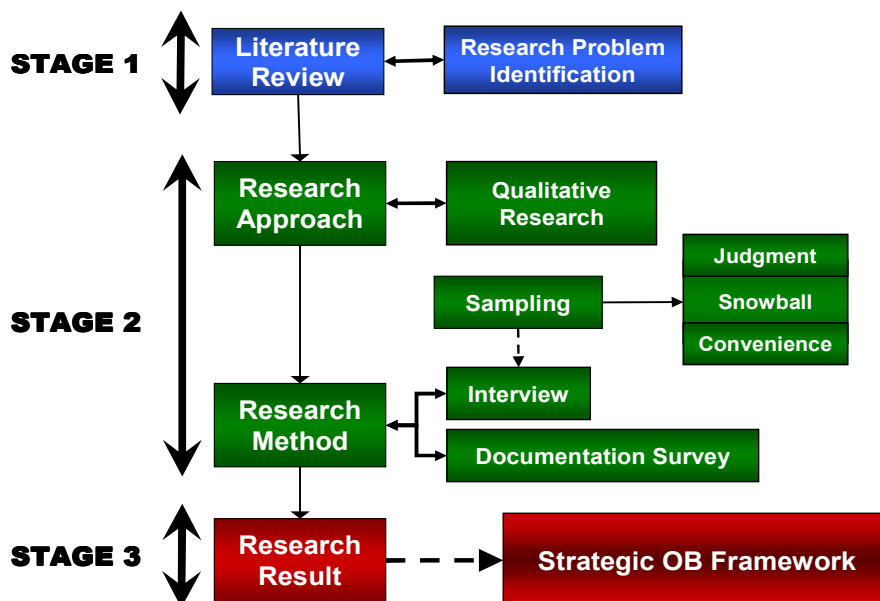 STAGE 1
Literature
Review
Research Problem
Identification
STAGE 2
Research
Approach
Qualitative
Research
Sampling
Judgment
Snowball
Convenience
Interview
Research
Method
Documentation Survey
STAGE 3
Research
Result
Strategic OB Framework